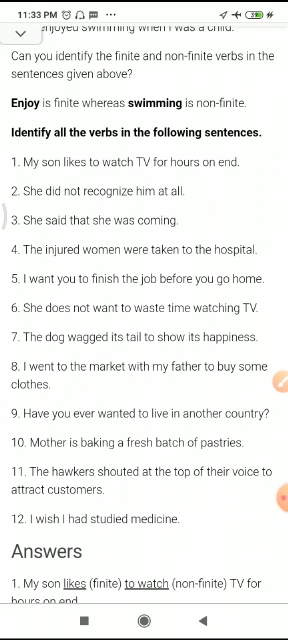 11:33 PM
enjoyed swimming when I was a child.
Can you identify the finite and non-finite verbs in the
sentences given above?
Enjoy is finite whereas swimming is non-finite.
Identify all the verbs in the following sentences.
1. My son likes to watch TV for hours on end.
2. She did not recognize him at all.
3. She said that she was coming.
4. The injured women were taken to the hospital.
5. I want you to finish the job before you go home.
6. She does not want to waste time watching TV.
7. The dog wagged its tail to show its happiness.
8. I went to the market with my father to buy some
clothes.
9. Have you ever wanted to live in another country?
10. Mother is baking a fresh batch of pastries.
11. The hawkers shouted at the top of their voice to
attract customers.
12. I wish I had studied medicine.
Answers
1. My son likes (finite) to watch (non-finite) TV for
hours on end